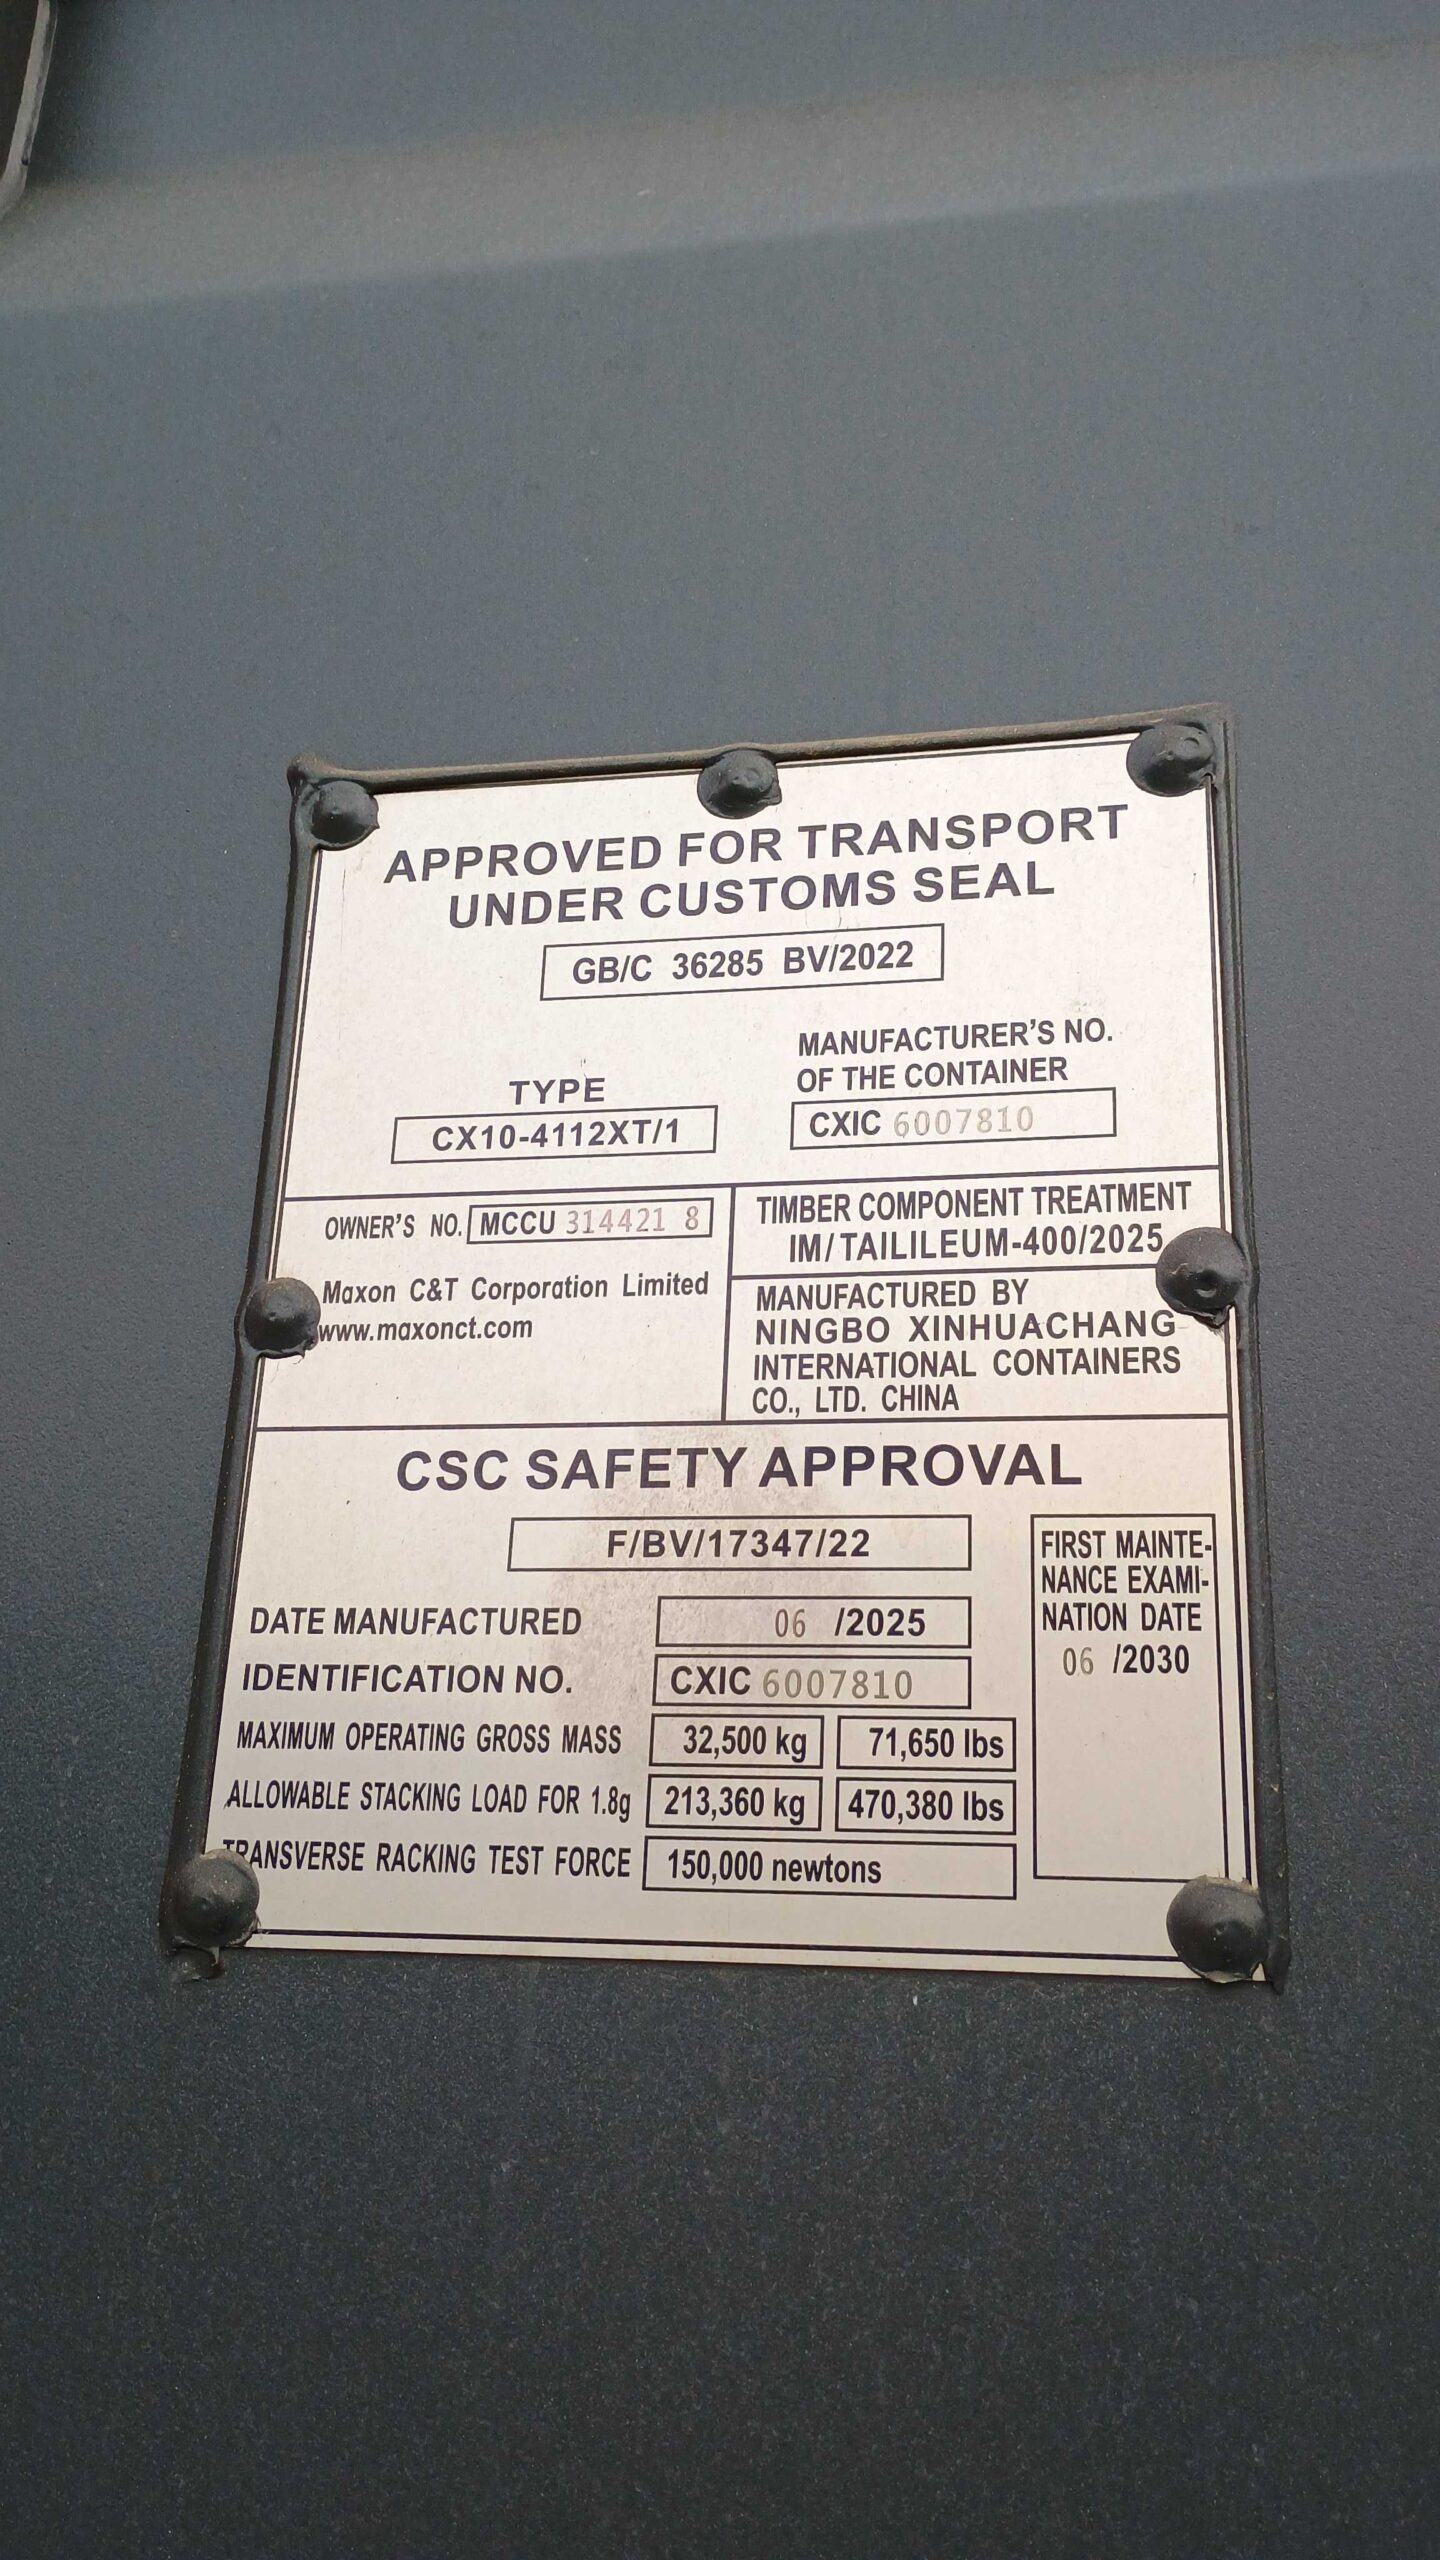 APPROVED FOR TRANSPORT
UNDER CUSTOMS SEAL
GB/C 36285 BV/2022
TYPE
CX10-4112XT/1
MANUFACTURER'S NO.
OF THE CONTAINER
CXIC 6007810
OWNER'S NO. MCCU 314421 8
Maxon C&T Corporation Limited
www.maxonct.com
TIMBER COMPONENT TREATMENT
IM/TAILILEUM-400/2025
MANUFACTURED BY
NINGBO XINHUACHANG
INTERNATIONAL CONTAINERS
CO., LTD. CHINA
CSC SAFETY APPROVAL
F/BV/17347/22
DATE MANUFACTURED 06 /2025
IDENTIFICATION NO. CXIC 6007810
MAXIMUM OPERATING GROSS MASS 32,500 kg 71,650 lbs
ALLOWABLE STACKING LOAD FOR 1.8g 213,360 kg 470,380 lbs
TRANSVERSE RACKING TEST FORCE 150,000 newtons
FIRST MAINTE-
NANCE EXAMI-
NATION DATE
06 /2030